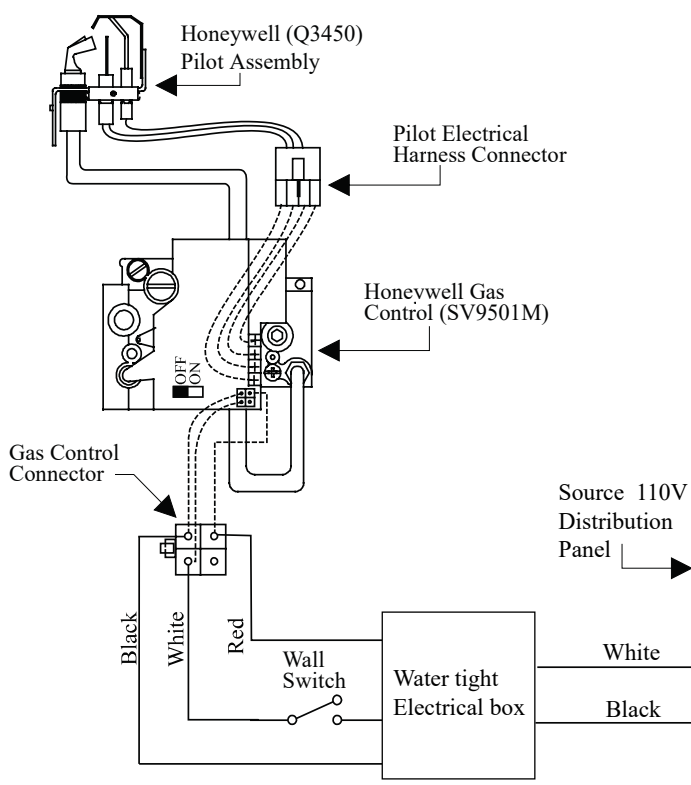 Honeywell (Q3450)
Pilot Assembly
Pilot Electrical
Harness Connector
Honeywell Gas
Control (SV9501M)
OFF
ON
Gas Control
Connector
Source 110V
Distribution
Panel
Black
White
Red
Wall
Switch
Water tight
Electrical box
White
Black